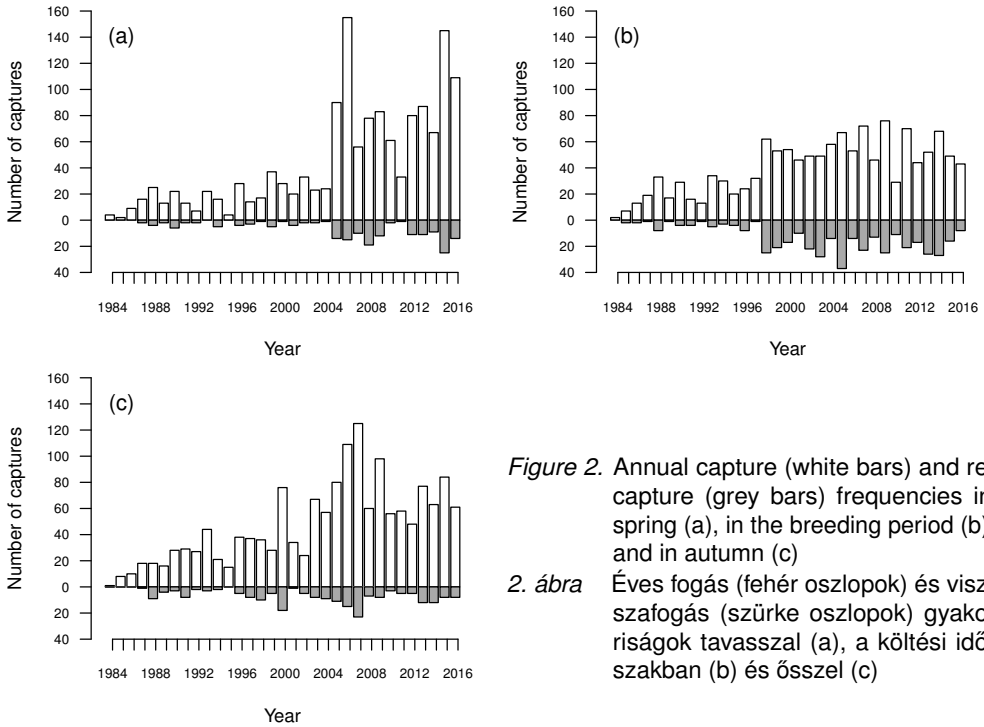 (a)
Number of captures
160
140
120
100
80
60
40
20
0
20
40
1984 1988 1992 1996 2000 2004 2008 2012 2016
Year
(b)
Number of captures
160
140
120
100
80
60
40
20
0
20
40
1984 1988 1992 1996 2000 2004 2008 2012 2016
Year
(c)
Number of captures
160
140
120
100
80
60
40
20
0
20
40
1984 1988 1992 1996 2000 2004 2008 2012 2016
Year
Figure 2. Annual capture (white bars) and re
capture (grey bars) frequencies in
spring (a), in the breeding period (b)
and in autumn (c)
2. ábra Éves fogás (fehér oszlopok) és visz
szafogás (szürke oszlopok) gyako
riságok tavasszal (a), a költési idő
szakban (b) és ősszel (c)